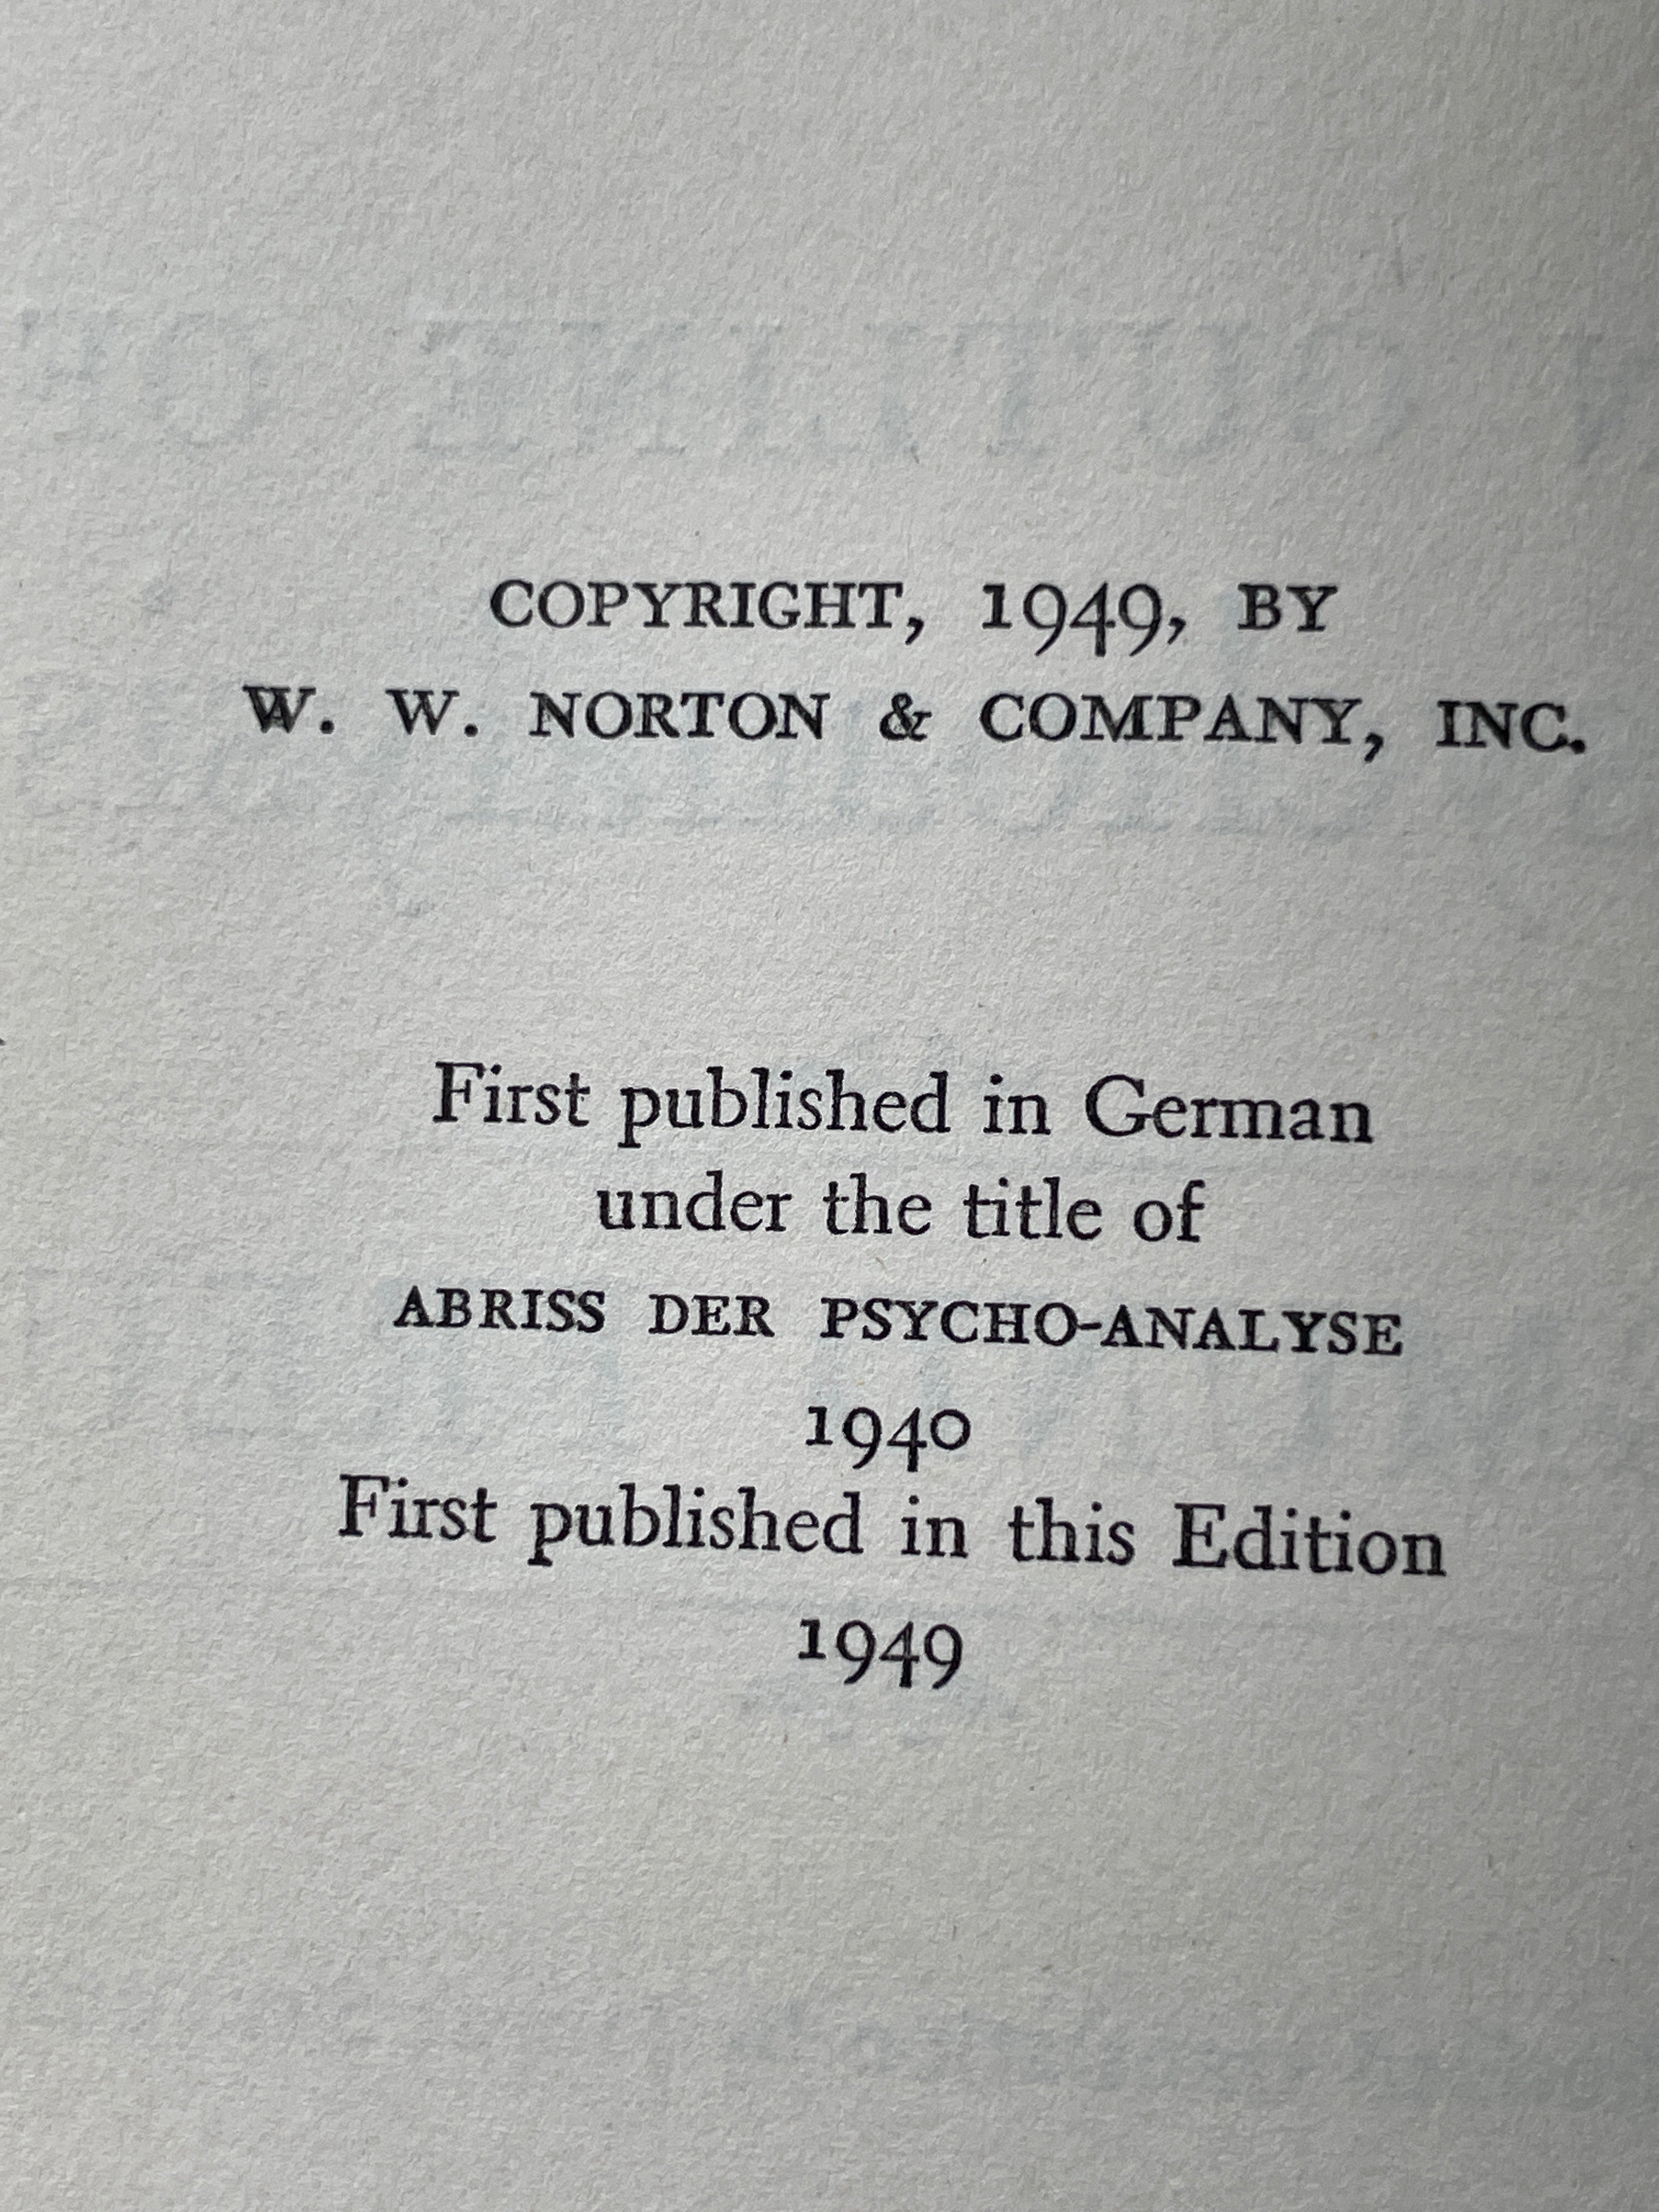 COPYRIGHT, 1949, BY
W. W. NORTON & COMPANY, INC.
First published in German
under the title of
ABRISS DER PSYCHO-ANALYSE
1940
First published in this Edition
1949